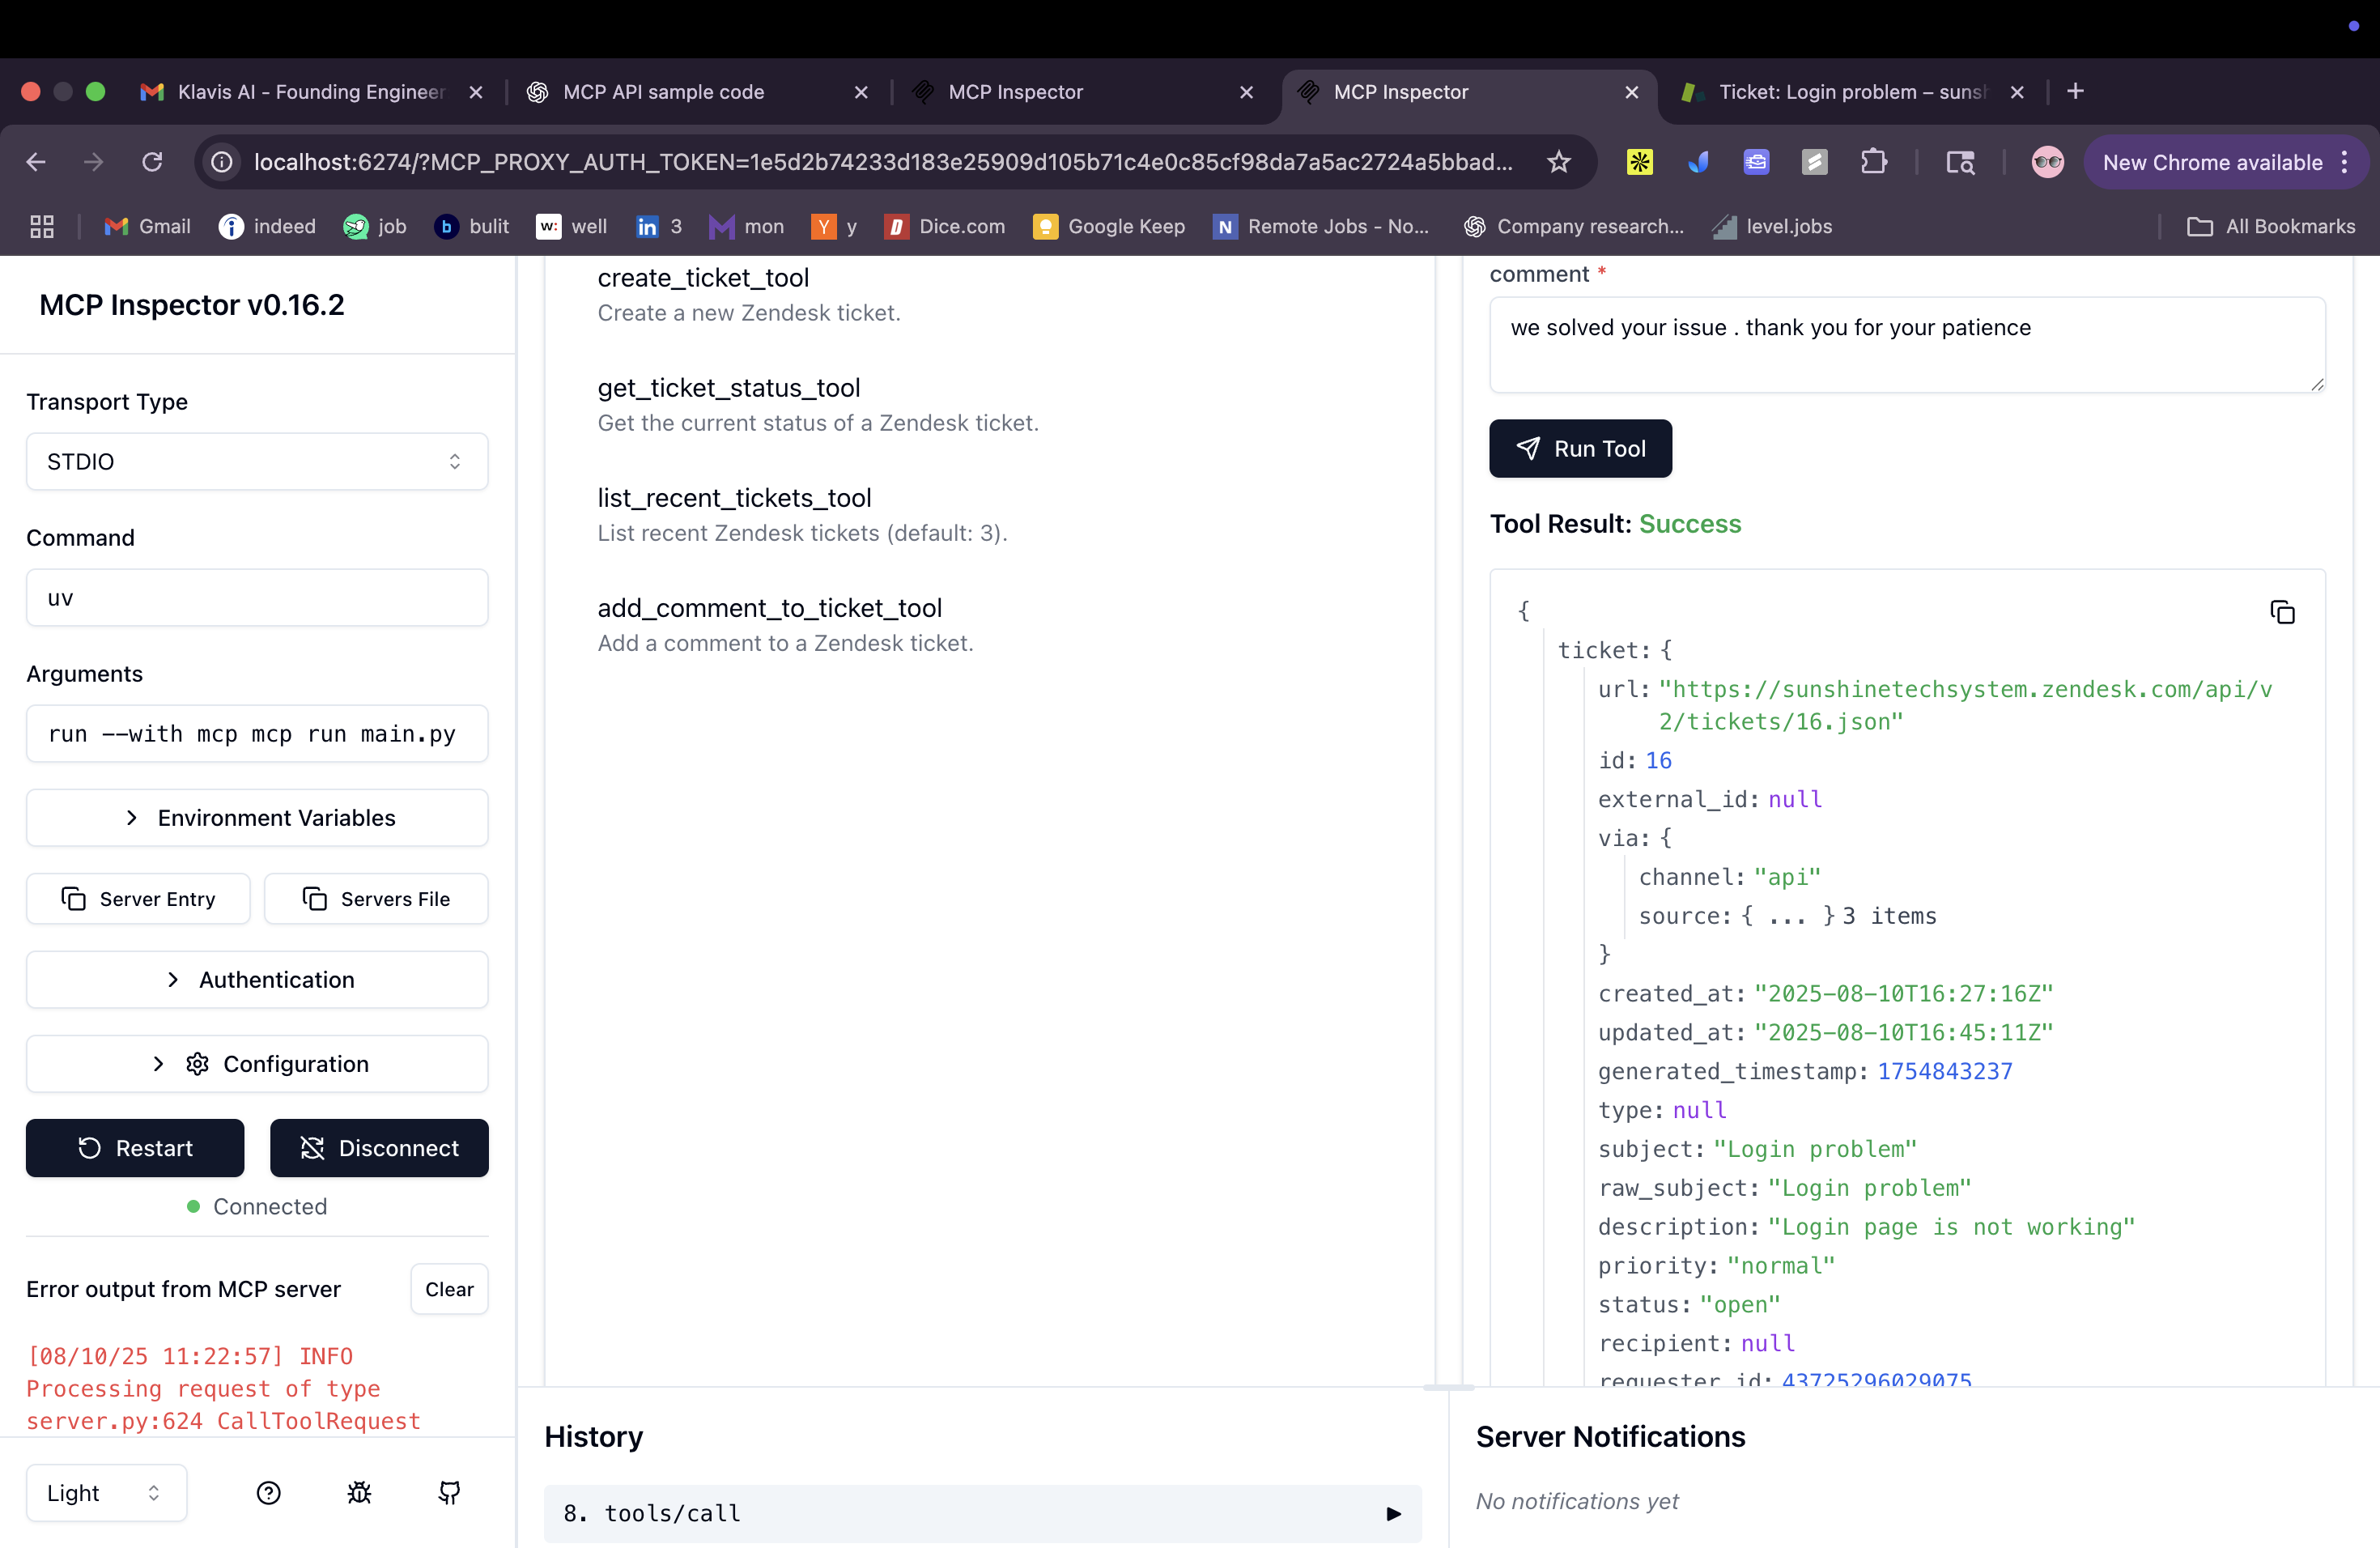 Klavis AI - Founding Engineer
MCP API sample code
MCP Inspector
MCP Inspector
Ticket: Login problem – sunsh
localhost:6274/?MCP_PROXY_AUTH_TOKEN=1e5d2b74233d183e25909d105b71c4e0c85cf98da7a5ac2724a5bbad...
New Chrome available
Gmail
indeed
job
b
bulit
w:
well
in
3
mon
Y
y
D
Dice.com
Google Keep
N
Remote Jobs - No...
Company research...
level.jobs
All Bookmarks
MCP Inspector v0.16.2
Transport Type
STDIO
Command
uv
Arguments
run --with mcp mcp run main.py
Environment Variables
Server Entry
Servers File
Authentication
Configuration
Restart
Disconnect
Connected
Error output from MCP server
Clear
[08/10/25 11:22:57] INFO
Processing request of type
server.py:624 CallToolRequest
Light
create_ticket_tool
Create a new Zendesk ticket.
get_ticket_status_tool
Get the current status of a Zendesk ticket.
list_recent_tickets_tool
List recent Zendesk tickets (default: 3).
add_comment_to_ticket_tool
Add a comment to a Zendesk ticket.
comment *
we solved your issue . thank you for your patience
Run Tool
Tool Result: Success
{
ticket: {
url: "https://sunshinetechsystem.zendesk.com/api/v
2/tickets/16.json"
id: 16
external_id: null
via: {
channel: "api"
source: { ... } 3 items
}
created_at: "2025-08-10T16:27:16Z"
updated_at: "2025-08-10T16:45:11Z"
generated_timestamp: 1754843237
type: null
subject: "Login problem"
raw_subject: "Login problem"
description: "Login page is not working"
priority: "normal"
status: "open"
recipient: null
requester_id: 43725296029075
History
8. tools/call
Server Notifications
No notifications yet